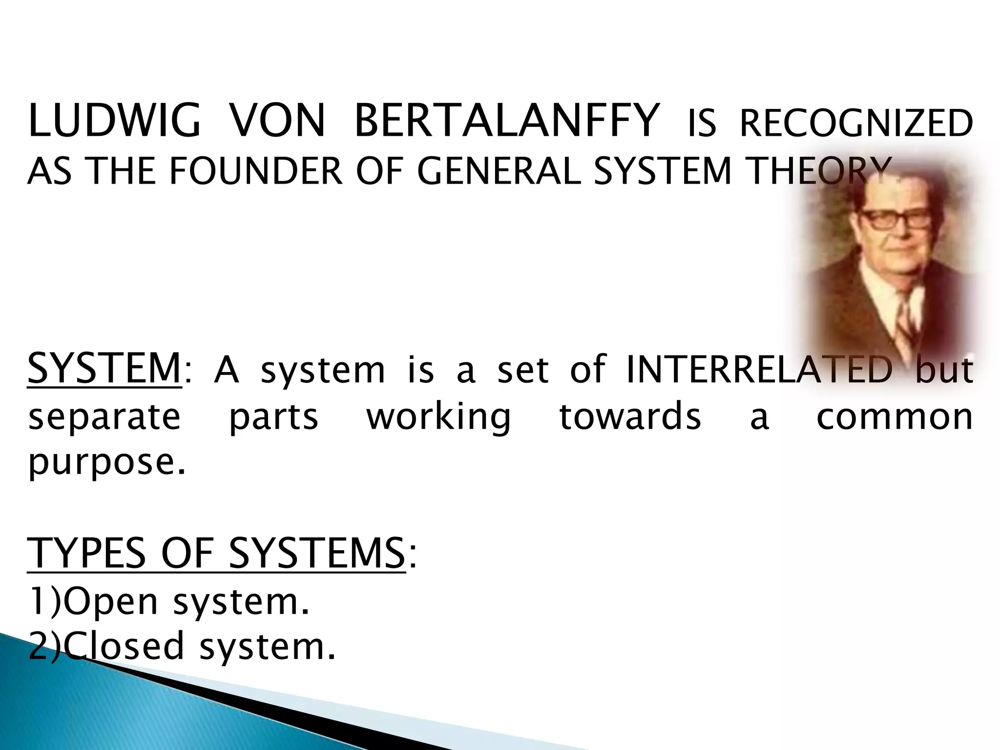 LUDWIG VON BERTALANFFY IS RECOGNIZED
AS THE FOUNDER OF GENERAL SYSTEM THEORY.
SYSTEM: A system is a set of INTERRELATED but
separate parts working towards a common
purpose.
TYPES OF SYSTEMS:
1)Open system.
2)Closed system.